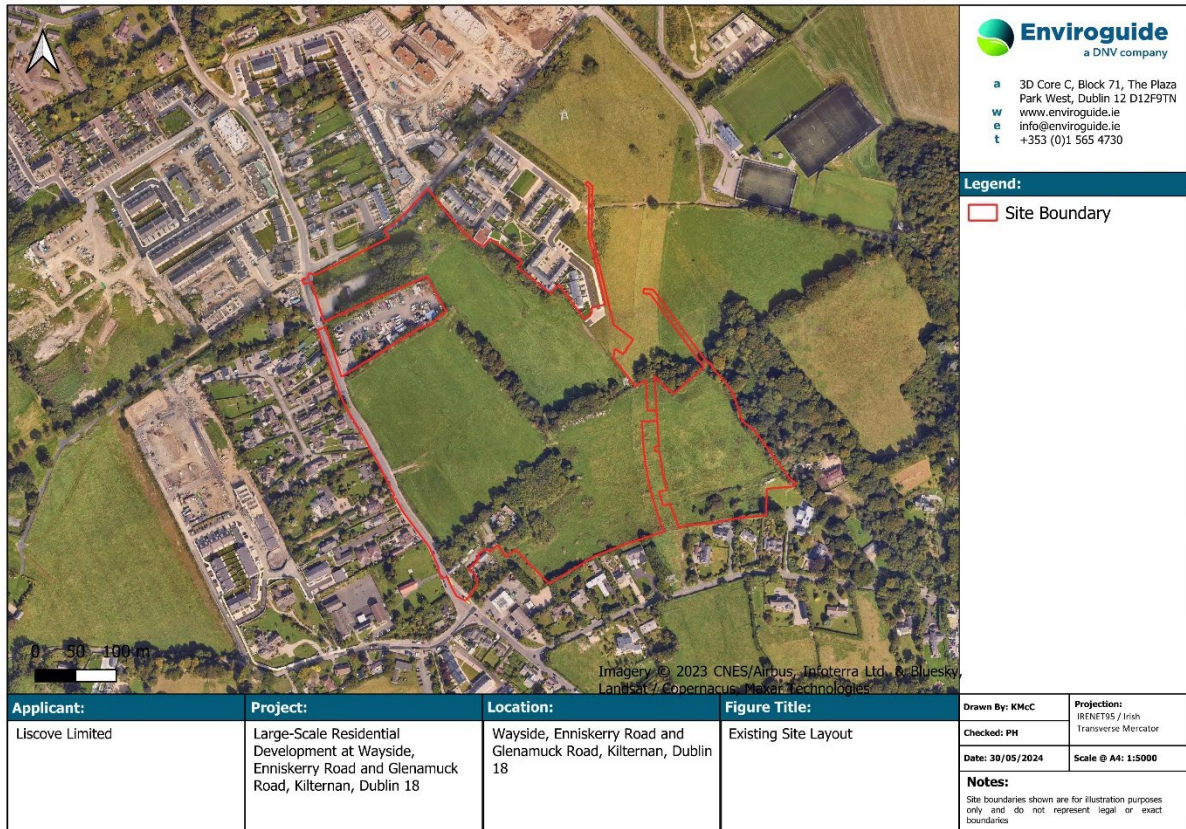 Enviroguide
a DNV company
a 3D Core C, Block 71, The Plaza
Park West, Dublin 12 D12F9TN
w www.enviroguide.ie
e info@enviroguide.ie
t +353 (0)1 565 4730
Legend:
Site Boundary
0 50 100 m
Imagery © 2023 CNES/Airbus, Infoterra Ltd. & Bluesky,
Landsat / Copernacus, Maxar Technologies
Applicant:
Liscove Limited
Project:
Large-Scale Residential
Development at Wayside,
Enniskerry Road and Glenamuck
Road, Kilternan, Dublin 18
Location:
Wayside, Enniskerry Road and
Glenamuck Road, Kilternan, Dublin
18
Figure Title:
Existing Site Layout
Drawn By: KMcC
Checked: PH
Date: 30/05/2024
Projection:
IRENET95 / Irish
Transverse Mercator
Scale @ A4: 1:5000
Notes:
Site boundaries shown are for illustration purposes
only and do not represent legal or exact
boundaries